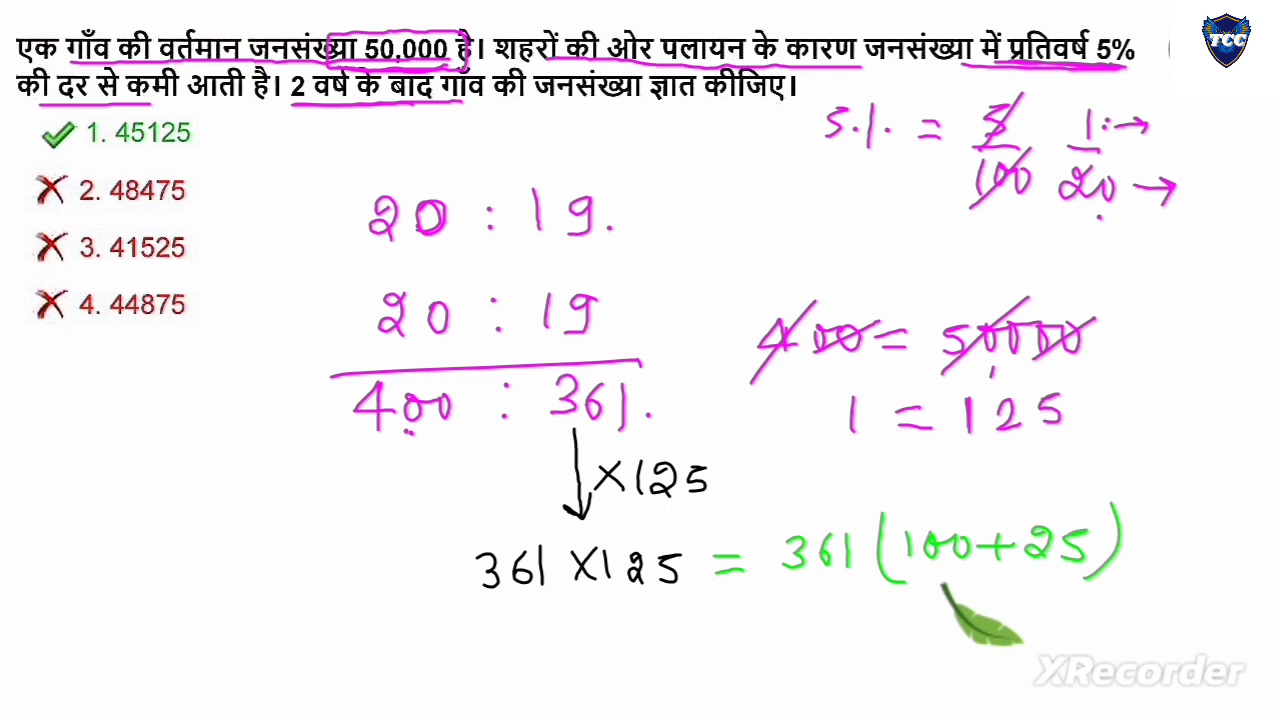 एक गाँव की वर्तमान जनसंख्या 50,000 है। शहरों की ओर पलायन के कारण जनसंख्या में प्रतिवर्ष 5%
की दर से कमी आती है। 2 वर्ष के बाद गाँव की जनसंख्या ज्ञात कीजिए।
TCC
1. 45125
2. 48475
3. 41525
4. 44875
5.1. = 5/100 1/20
20 : 19.
20 : 19
400 : 361.
400 = 50000
1 = 125
×125
361 ×125 = 361 (100+25)
XRecorder